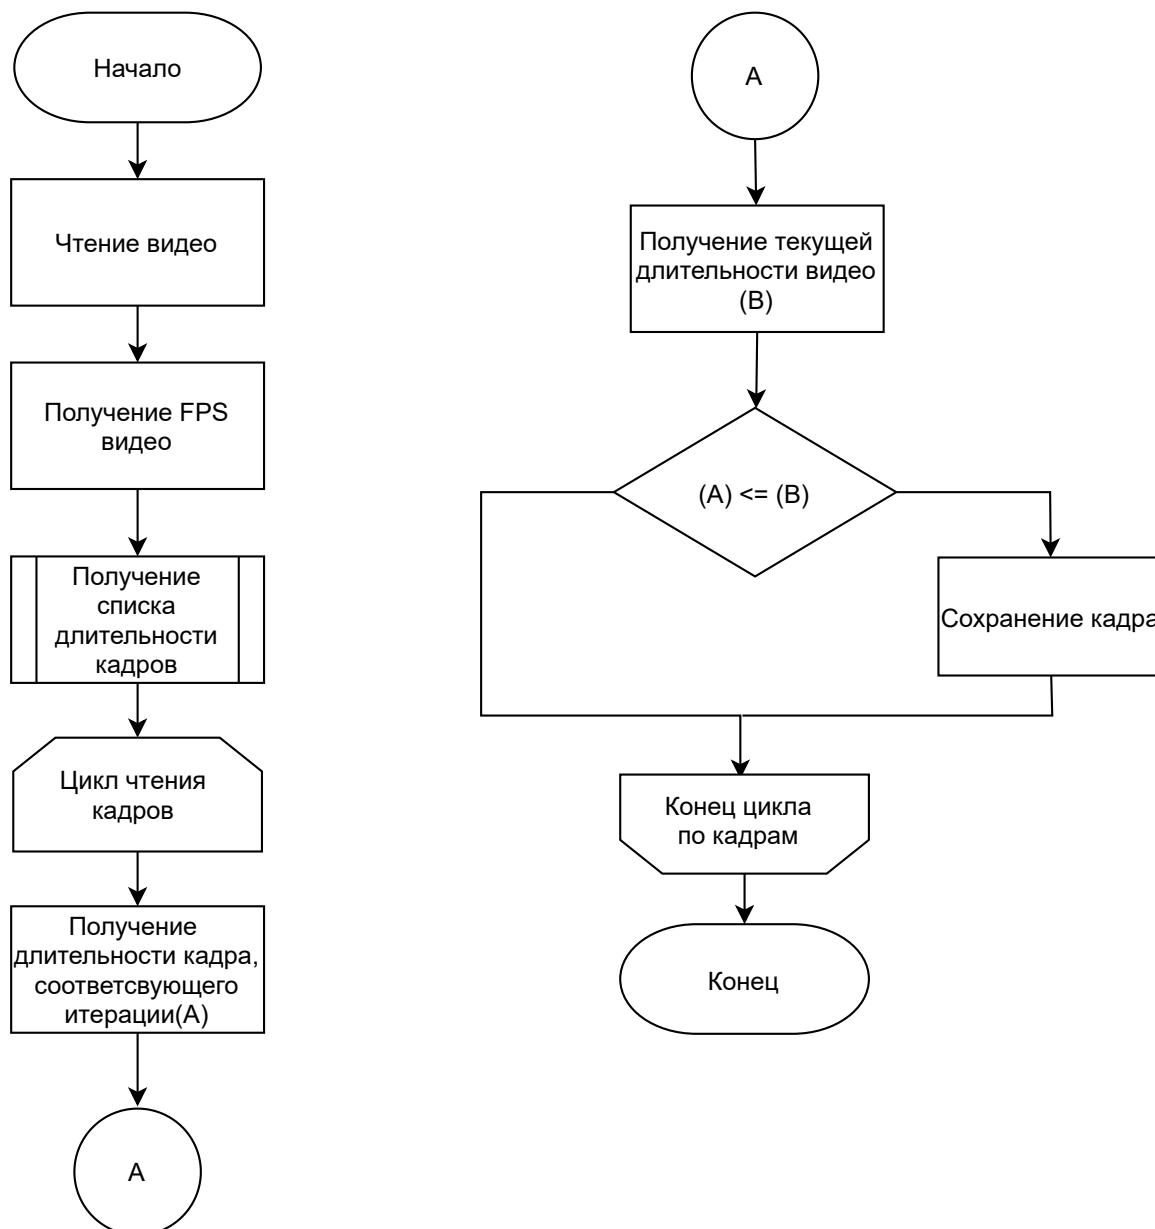 Начало
Чтение видео
Получение FPS
видео
Получение
списка
длительности
кадров
Цикл чтения
кадров
Получение
длительности кадра,
соответсвующего
итерации(А)
А
А
Получение текущей
длительности видео
(В)
(А) <= (В)
Сохранение кадра
Конец цикла
по кадрам
Конец